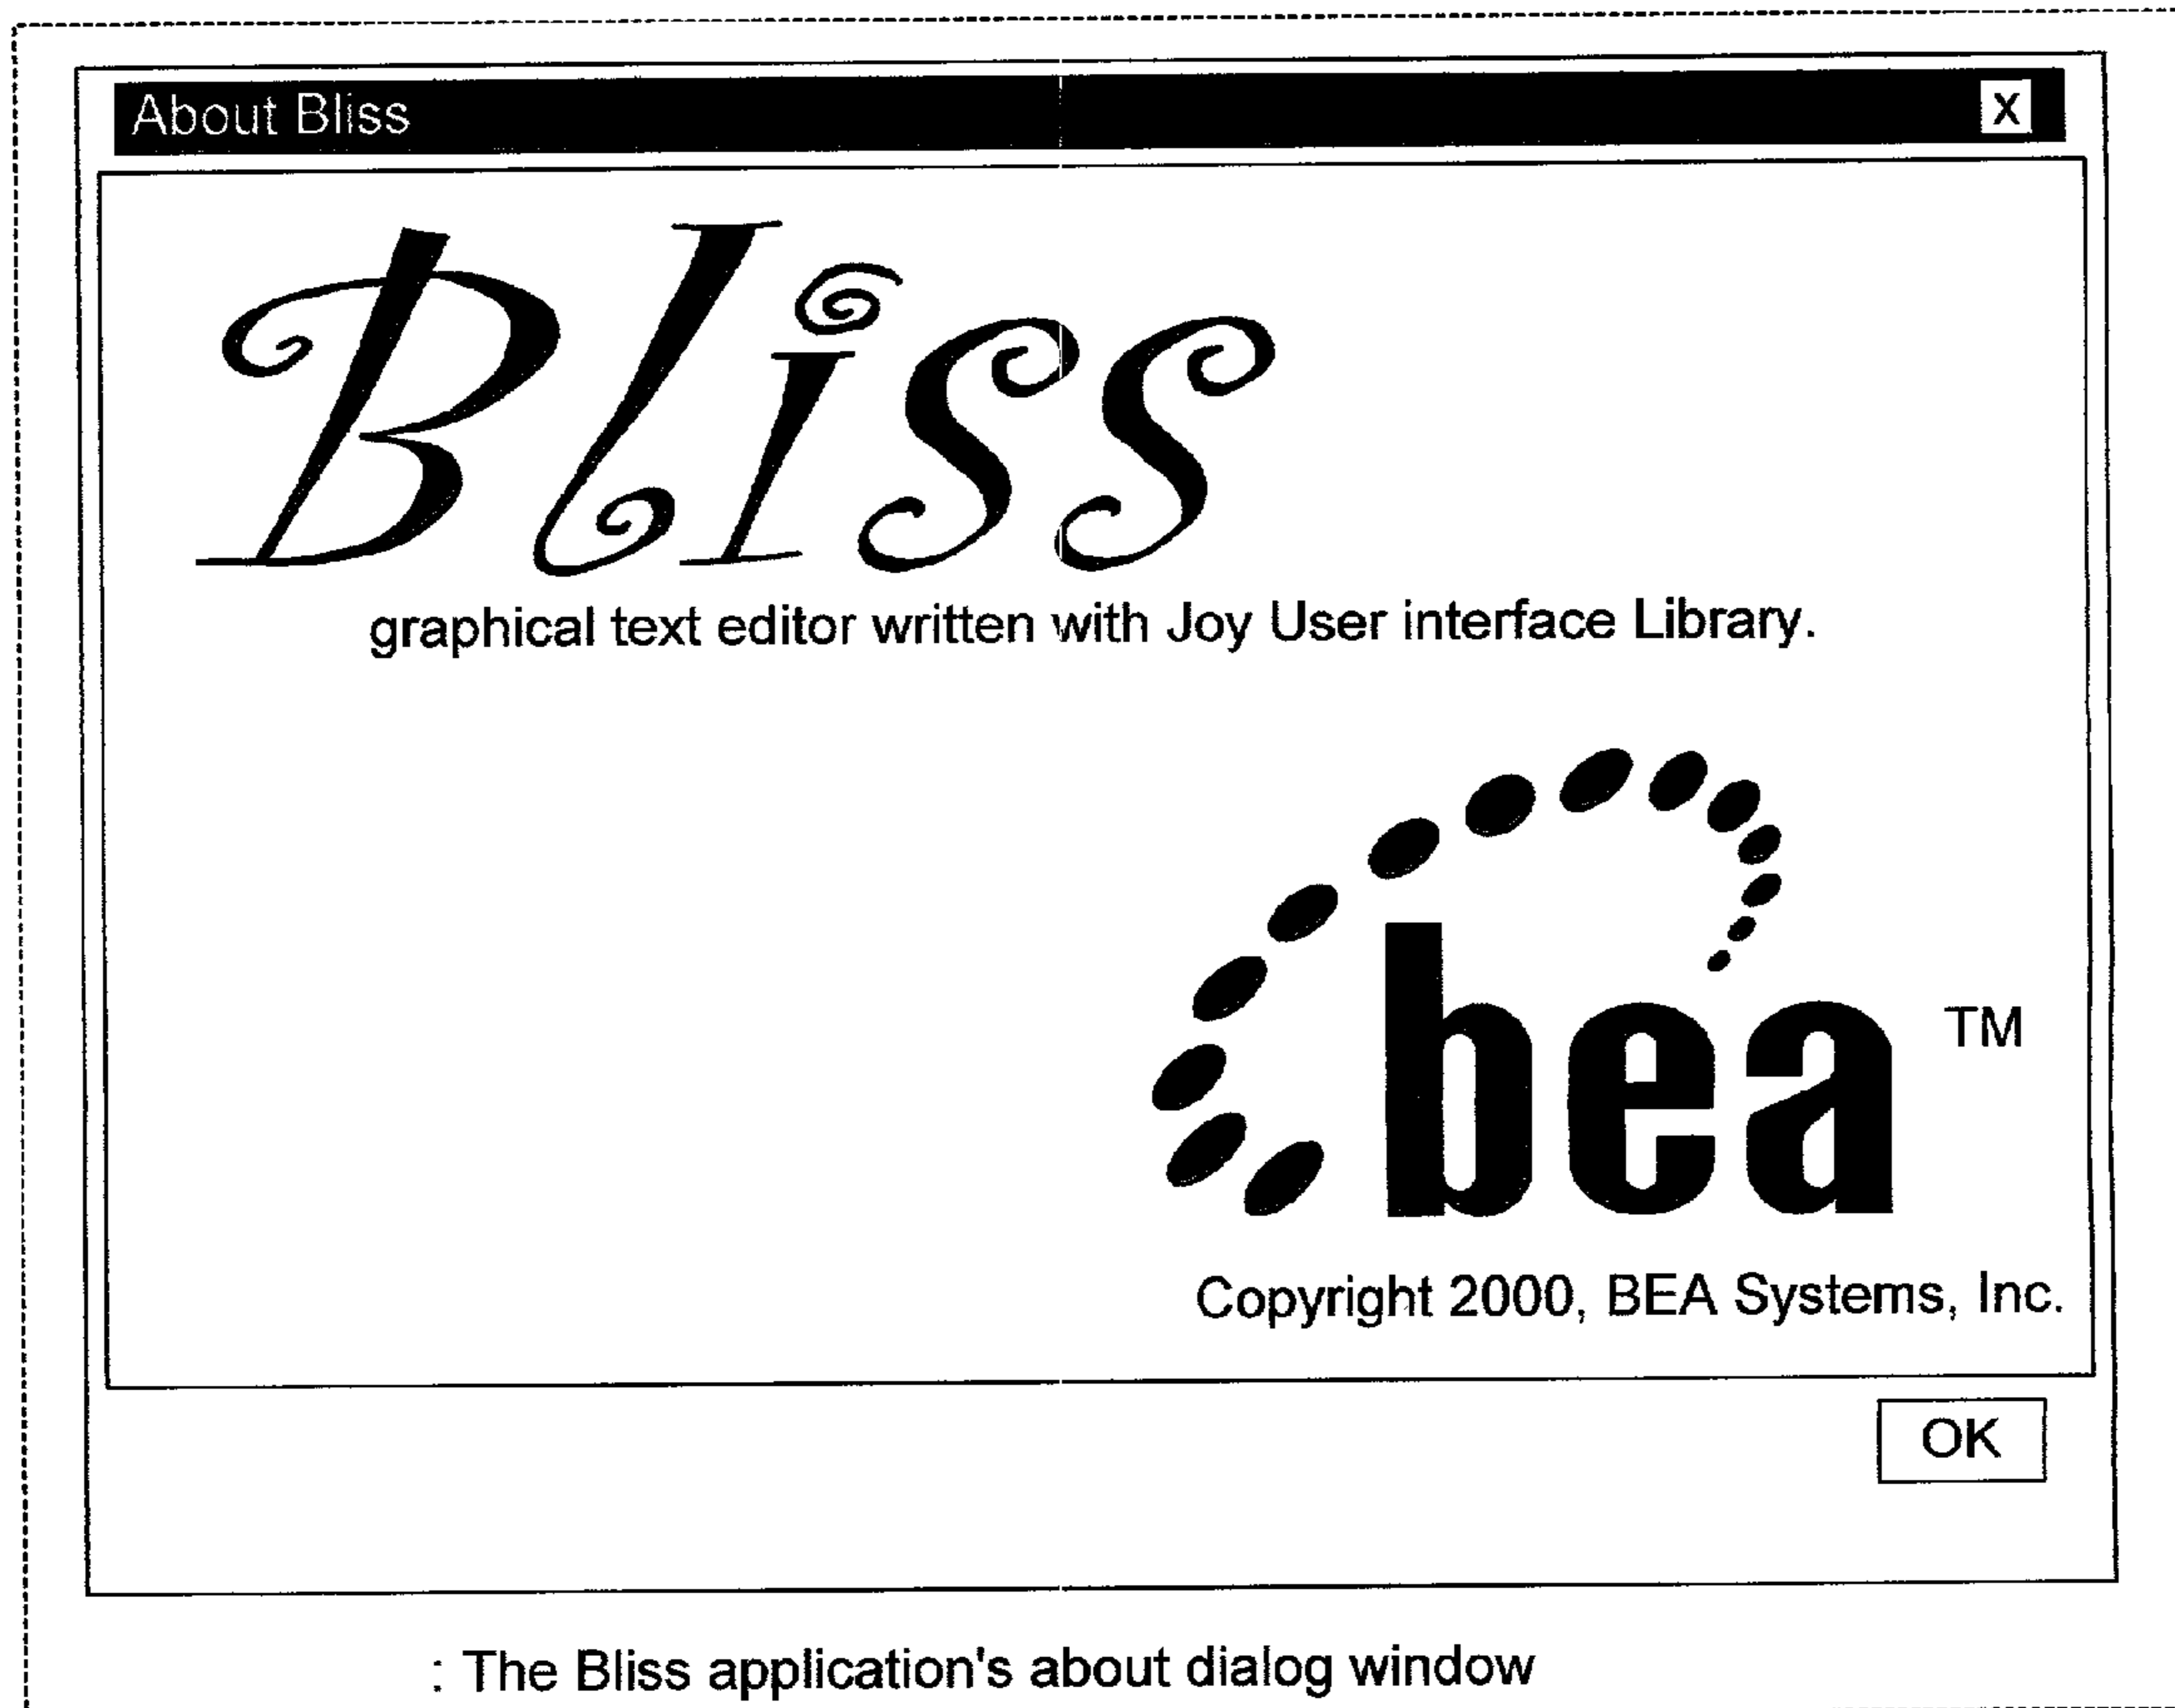 About Bliss X
Bliss
graphical text editor written with Joy User interface Library.
bea TM
Copyright 2000, BEA Systems, Inc.
OK
: The Bliss application's about dialog window